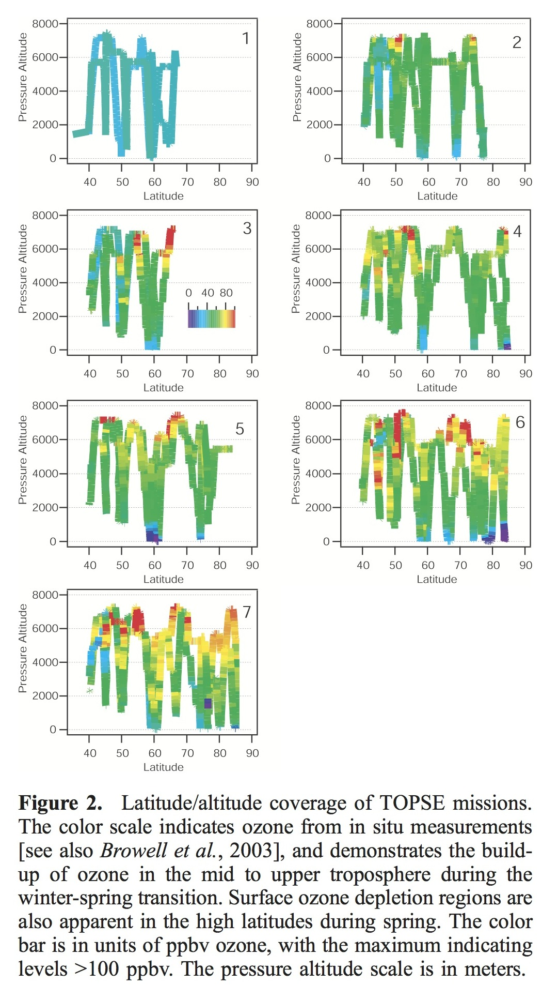 8000
6000
4000
2000
0
Pressure Altitude
1
40 50 60 70 80 90
Latitude
8000
6000
4000
2000
0
Pressure Altitude
2
40 50 60 70 80 90
Latitude
8000
6000
4000
2000
0
Pressure Altitude
3
0 40 80
40 50 60 70 80 90
Latitude
8000
6000
4000
2000
0
Pressure Altitude
4
40 50 60 70 80 90
Latitude
8000
6000
4000
2000
0
Pressure Altitude
5
40 50 60 70 80 90
Latitude
8000
6000
4000
2000
0
Pressure Altitude
6
40 50 60 70 80 90
Latitude
8000
6000
4000
2000
0
Pressure Altitude
7
40 50 60 70 80 90
Latitude
Figure 2. Latitude/altitude coverage of TOPSE missions.
The color scale indicates ozone from in situ measurements
[see also Browell et al., 2003], and demonstrates the build-
up of ozone in the mid to upper troposphere during the
winter-spring transition. Surface ozone depletion regions are
also apparent in the high latitudes during spring. The color
bar is in units of ppbv ozone, with the maximum indicating
levels >100 ppbv. The pressure altitude scale is in meters.